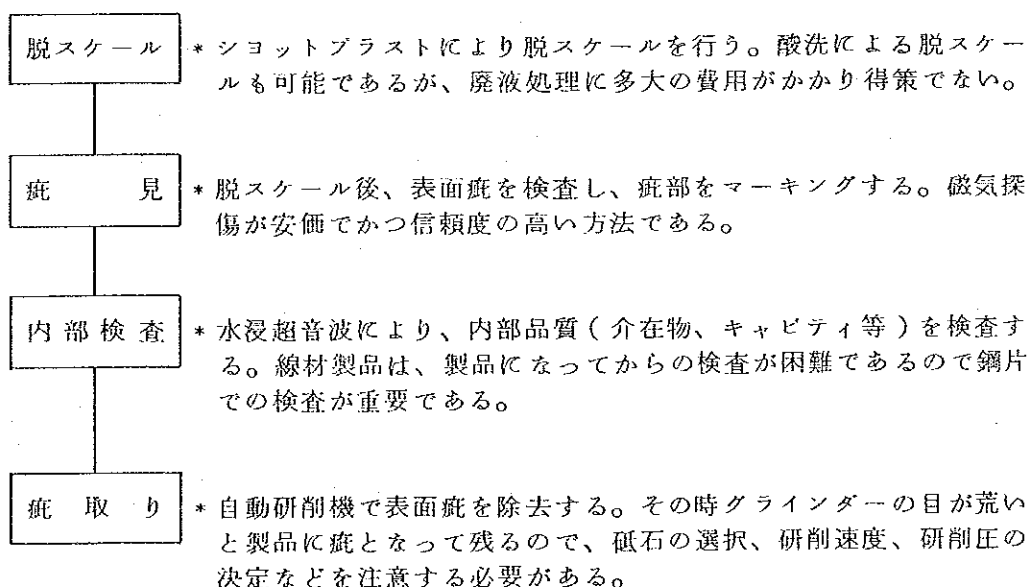 脱スケール
*ショットブラストにより脱スケールを行う。酸洗による脱スケー
ルも可能であるが、廃液処理に多大の費用がかかり得策でない。
疵見
*脱スケール後、表面疵を検査し、疵部をマーキングする。磁気探
傷が安価でかつ信頼度の高い方法である。
内部検査
*水浸超音波により、内部品質(介在物、キャビティ等)を検査す
る。線材製品は、製品になってからの検査が困難であるので鋼片
での検査が重要である。
疵取り
*自動研削機で表面疵を除去する。その時グラインダーの目が荒い
と製品に疵となって残るので、砥石の選択、研削速度、研削圧の
決定などを注意する必要がある。